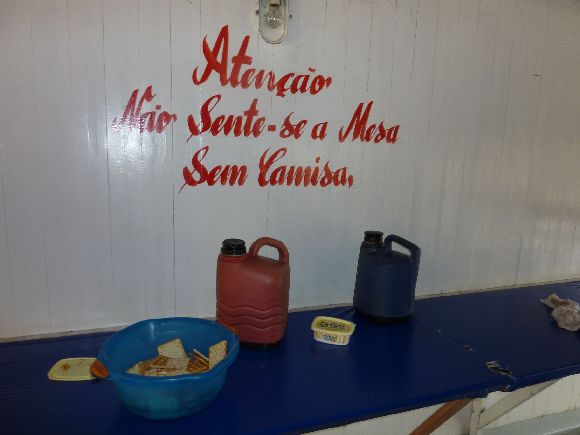 Atenção
Não Sente-se a Mesa
Sem Camisa.